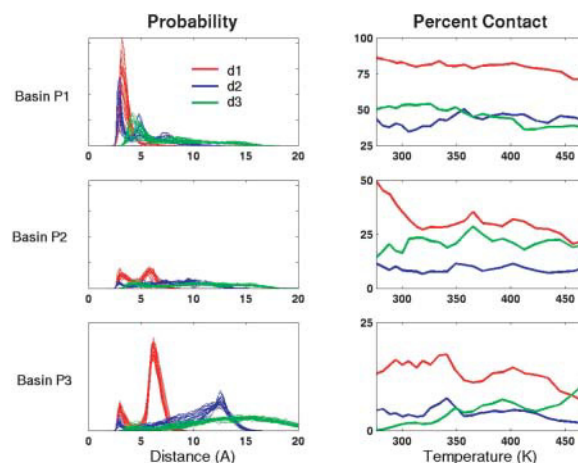 Probability
Percent Contact
Basin P1
d1
d2
d3
0 5 10 15 20
100
75
50
25
300 350 400 450
Basin P2
0 5 10 15 20
50
25
0
300 350 400 450
Basin P3
0 5 10 15 20
Distance (A)
25
0
300 350 400 450
Temperature (K)